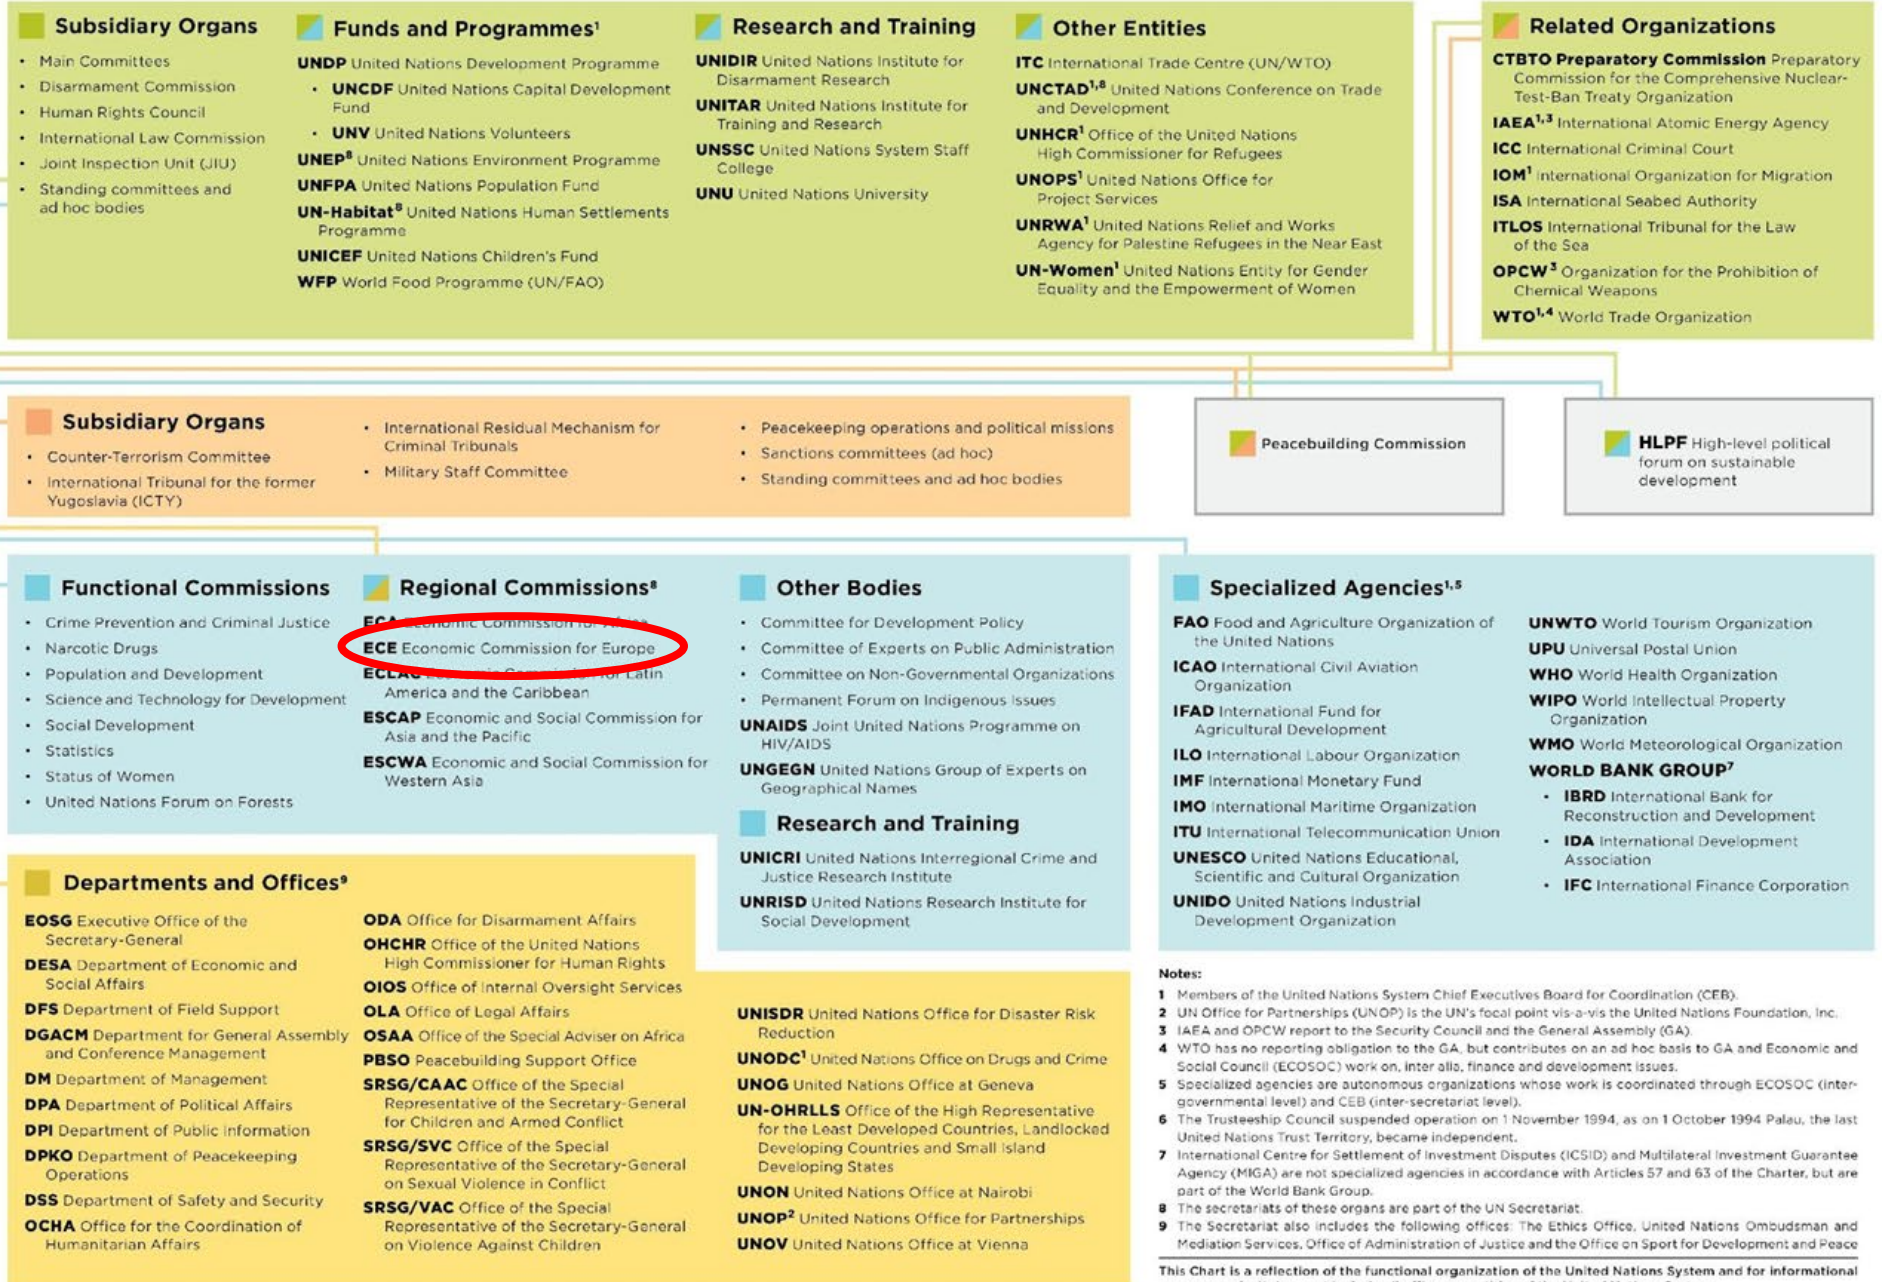 Subsidiary Organs
• Main Committees
• Disarmament Commission
• Human Rights Council
• International Law Commission
• Joint Inspection Unit (JIU)
• Standing committees and
ad hoc bodies
Funds and Programmes¹
UNDP United Nations Development Programme
• UNCDF United Nations Capital Development
Fund
• UNV United Nations Volunteers
UNEP⁸ United Nations Environment Programme
UNFPA United Nations Population Fund
UN-Habitat⁸ United Nations Human Settlements
Programme
UNICEF United Nations Children's Fund
WFP World Food Programme (UN/FAO)
Research and Training
UNIDIR United Nations Institute for
Disarmament Research
UNITAR United Nations Institute for
Training and Research
UNSSC United Nations System Staff
College
UNU United Nations University
Other Entities
ITC International Trade Centre (UN/WTO)
UNCTAD¹,⁸ United Nations Conference on Trade
and Development
UNHCR¹ Office of the United Nations
High Commissioner for Refugees
UNOPS¹ United Nations Office for
Project Services
UNRWA¹ United Nations Relief and Works
Agency for Palestine Refugees in the Near East
UN-Women¹ United Nations Entity for Gender
Equality and the Empowerment of Women
Related Organizations
CTBTO Preparatory Commission Preparatory
Commission for the Comprehensive Nuclear-
Test-Ban Treaty Organization
IAEA¹,³ International Atomic Energy Agency
ICC International Criminal Court
IOM¹ International Organization for Migration
ISA International Seabed Authority
ITLOS International Tribunal for the Law
of the Sea
OPCW³ Organization for the Prohibition of
Chemical Weapons
WTO¹,⁴ World Trade Organization
Subsidiary Organs
• Counter-Terrorism Committee
• International Tribunal for the former
Yugoslavia (ICTY)
• International Residual Mechanism for
Criminal Tribunals
• Military Staff Committee
• Peacekeeping operations and political missions
• Sanctions committees (ad hoc)
• Standing committees and ad hoc bodies
Peacebuilding Commission
HLPF High-level political
forum on sustainable
development
Functional Commissions
• Crime Prevention and Criminal Justice
• Narcotic Drugs
• Population and Development
• Science and Technology for Development
• Social Development
• Statistics
• Status of Women
• United Nations Forum on Forests
Regional Commissions⁸
ECA Economic Commission for Africa
ECE Economic Commission for Europe
ECLAC Economic Commission for Latin
America and the Caribbean
ESCAP Economic and Social Commission for
Asia and the Pacific
ESCWA Economic and Social Commission for
Western Asia
Other Bodies
• Committee for Development Policy
• Committee of Experts on Public Administration
• Committee on Non-Governmental Organizations
• Permanent Forum on Indigenous Issues
UNAIDS Joint United Nations Programme on
HIV/AIDS
UNGEGN United Nations Group of Experts on
Geographical Names
Research and Training
UNICRI United Nations Interregional Crime and
Justice Research Institute
UNRISD United Nations Research Institute for
Social Development
Specialized Agencies¹,⁵
FAO Food and Agriculture Organization of
the United Nations
ICAO International Civil Aviation
Organization
IFAD International Fund for
Agricultural Development
ILO International Labour Organization
IMF International Monetary Fund
IMO International Maritime Organization
ITU International Telecommunication Union
UNESCO United Nations Educational,
Scientific and Cultural Organization
UNIDO United Nations Industrial
Development Organization
UNWTO World Tourism Organization
UPU Universal Postal Union
WHO World Health Organization
WIPO World Intellectual Property
Organization
WMO World Meteorological Organization
WORLD BANK GROUP⁷
• IBRD International Bank for
Reconstruction and Development
• IDA International Development
Association
• IFC International Finance Corporation
Departments and Offices⁹
EOSG Executive Office of the
Secretary-General
DESA Department of Economic and
Social Affairs
DFS Department of Field Support
DGACM Department for General Assembly
and Conference Management
DM Department of Management
DPA Department of Political Affairs
DPI Department of Public Information
DPKO Department of Peacekeeping
Operations
DSS Department of Safety and Security
OCHA Office for the Coordination of
Humanitarian Affairs
ODA Office for Disarmament Affairs
OHCHR Office of the United Nations
High Commissioner for Human Rights
OIOS Office of Internal Oversight Services
OLA Office of Legal Affairs
OSAA Office of the Special Adviser on Africa
PBSO Peacebuilding Support Office
SRSG/CAAC Office of the Special
Representative of the Secretary-General
for Children and Armed Conflict
SRSG/SVC Office of the Special
Representative of the Secretary-General
on Sexual Violence in Conflict
SRSG/VAC Office of the Special
Representative of the Secretary-General
on Violence Against Children
UNISDR United Nations Office for Disaster Risk
Reduction
UNODC¹ United Nations Office on Drugs and Crime
UNOG United Nations Office at Geneva
UN-OHRLLS Office of the High Representative
for the Least Developed Countries, Landlocked
Developing Countries and Small Island
Developing States
UNON United Nations Office at Nairobi
UNOP² United Nations Office for Partnerships
UNOV United Nations Office at Vienna
Notes:
1 Members of the United Nations System Chief Executives Board for Coordination (CEB).
2 UN Office for Partnerships (UNOP) is the UN's focal point vis-a-vis the United Nations Foundation, Inc.
3 IAEA and OPCW report to the Security Council and the General Assembly (GA).
4 WTO has no reporting obligation to the GA, but contributes on an ad hoc basis to GA and Economic and
Social Council (ECOSOC) work on, inter alia, finance and development issues.
5 Specialized agencies are autonomous organizations whose work is coordinated through ECOSOC (inter-
governmental level) and CEB (inter-secretariat level).
6 The Trusteeship Council suspended operation on 1 November 1994, as on 1 October 1994 Palau, the last
United Nations Trust Territory, became independent.
7 International Centre for Settlement of Investment Disputes (ICSID) and Multilateral Investment Guarantee
Agency (MIGA) are not specialized agencies in accordance with Articles 57 and 63 of the Charter, but are
part of the World Bank Group.
8 The secretariats of these organs are part of the UN Secretariat.
9 The Secretariat also includes the following offices: The Ethics Office, United Nations Ombudsman and
Mediation Services, Office of Administration of Justice and the Office on Sport for Development and Peace
This Chart is a reflection of the functional organization of the United Nations System and for informational